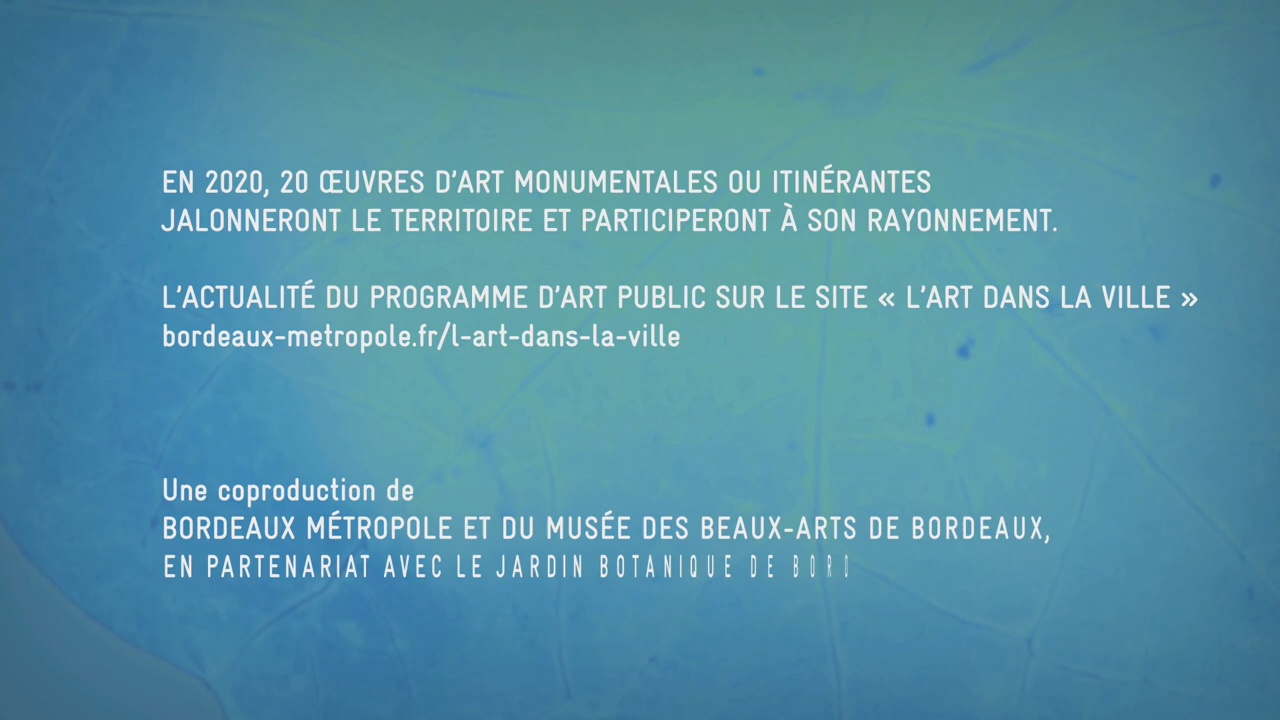 EN 2020, 20 ŒUVRES D’ART MONUMENTALES OU ITINÉRANTES
JALONNERONT LE TERRITOIRE ET PARTICIPERONT À SON RAYONNEMENT.
L’ACTUALITÉ DU PROGRAMME D’ART PUBLIC SUR LE SITE « L’ART DANS LA VILLE »
bordeaux-metropole.fr/l-art-dans-la-ville
Une coproduction de
BORDEAUX MÉTROPOLE ET DU MUSÉE DES BEAUX-ARTS DE BORDEAUX,
EN PARTENARIAT AVEC LE JARDIN BOTANIQUE DE BORD